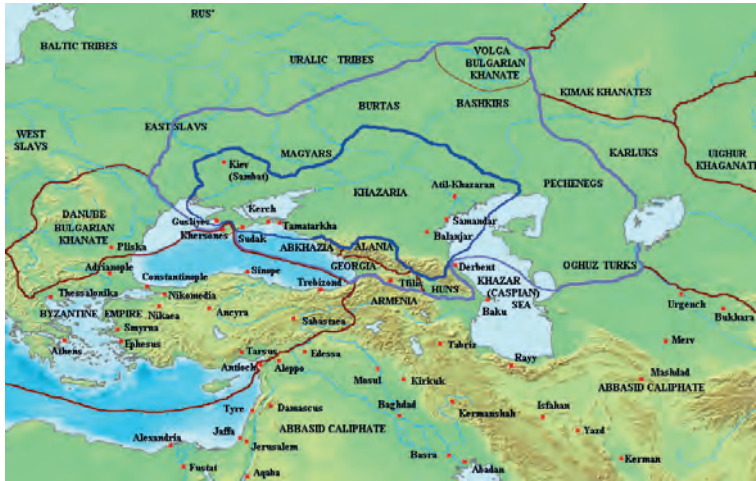 RUS'
BALTIC TRIBES
URALIC TRIBES
VOLGA
BULGARIAN
KHANATE
KIMAK KHANATES
BURTAS
BASHKIRS
WEST
SLAVS
EAST SLAVS
MAGYARS
KARLUKS
UIGHUR
KHAGANATE
Kiev
(Sambat)
KHAZARIA
Atil-Khazaran
PECHENEGS
DANUBE
BULGARIAN
KHANATE
Kerch
Gusliyev
Tamatarkha
Samandar
Khersones
Sudak
Balanjar
Pliska
ABKHAZIA
ALANIA
Adrianople
GEORGIA
Derbent
OGHUZ TURKS
Constantinople
Sinope
Tiflis
HUNS
KHAZAR
(CASPIAN)
SEA
Thessalonika
Nikomedia
Trebizond
ARMENIA
Baku
Urgench
Bukhara
BYZANTINE EMPIRE
Nikaea
Ancyra
Sabastaea
Smyrna
Athens
Ephesus
Tarsus
Edessa
Tabriz
Rayy
Merv
Mashdad
Antioch
Aleppo
Mosul
Kirkuk
ABBASID CALIPHATE
Tyre
Damascus
Baghdad
Kermanshah
Isfahan
Yazd
Alexandria
Jaffa
Jerusalem
ABBASID CALIPHATE
Fustat
Aqaba
Basra
Abadan
Kerman